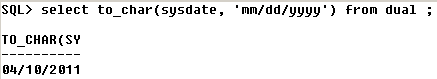 SQL> select to_char(sysdate, 'mm/dd/yyyy') from dual ;
TO_CHAR(SY
----------
04/10/2011